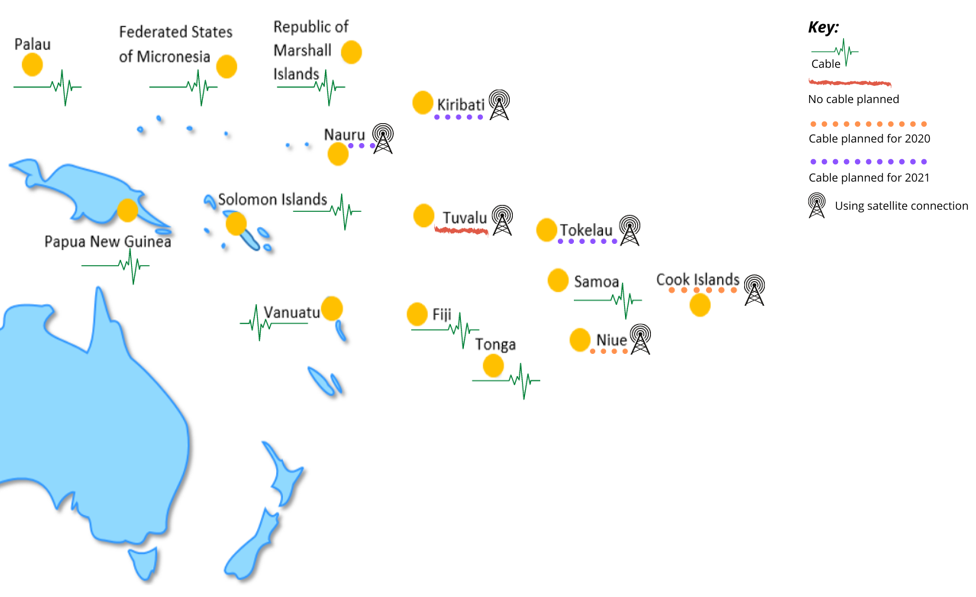 Palau
Federated States
of Micronesia
Republic of
Marshall
Islands
Kiribati
Nauru
Solomon Islands
Papua New Guinea
Tuvalu
Tokelau
Samoa
Cook Islands
Vanuatu
Fiji
Niue
Tonga
Key:
Cable
No cable planned
Cable planned for 2020
Cable planned for 2021
Using satellite connection